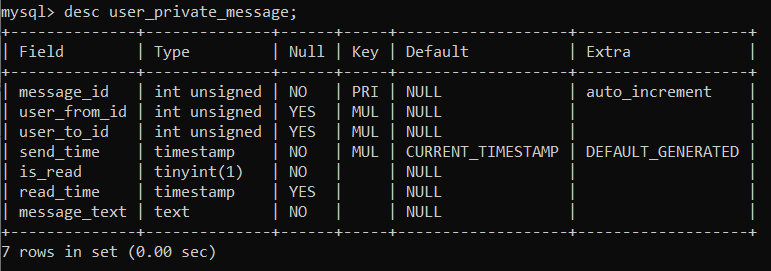 mysql> desc user_private_message;
+--------------+--------------+------+-----+-------------------+-------------------+
| Field        | Type         | Null | Key | Default           | Extra             |
+--------------+--------------+------+-----+-------------------+-------------------+
| message_id   | int unsigned | NO   | PRI | NULL              | auto_increment    |
| user_from_id | int unsigned | YES  | MUL | NULL              |                   |
| user_to_id   | int unsigned | YES  | MUL | NULL              |                   |
| send_time    | timestamp    | NO   | MUL | CURRENT_TIMESTAMP | DEFAULT_GENERATED |
| is_read      | tinyint(1)   | NO   |     | NULL              |                   |
| read_time    | timestamp    | YES  |     | NULL              |                   |
| message_text | text         | NO   |     | NULL              |                   |
+--------------+--------------+------+-----+-------------------+-------------------+
7 rows in set (0.00 sec)